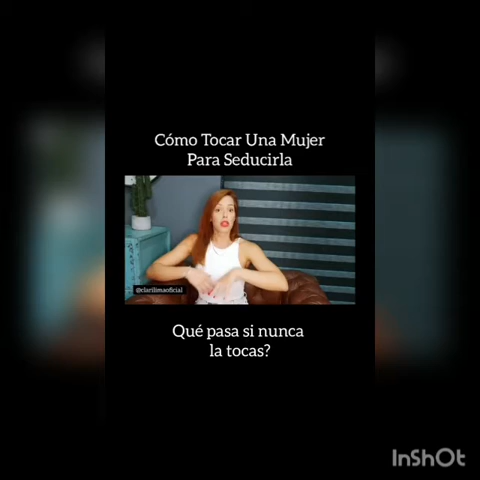 Cómo Tocar Una Mujer
Para Seducirla
@clarilimaoficial
Qué pasa si nunca
la tocas?
InShOt